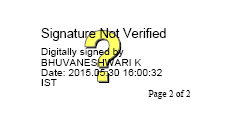 Signature Not Verified
Digitally signed by
BHUVANESHWARI K
Date: 2015.05.30 16:00:32
IST
Page 2 of 2